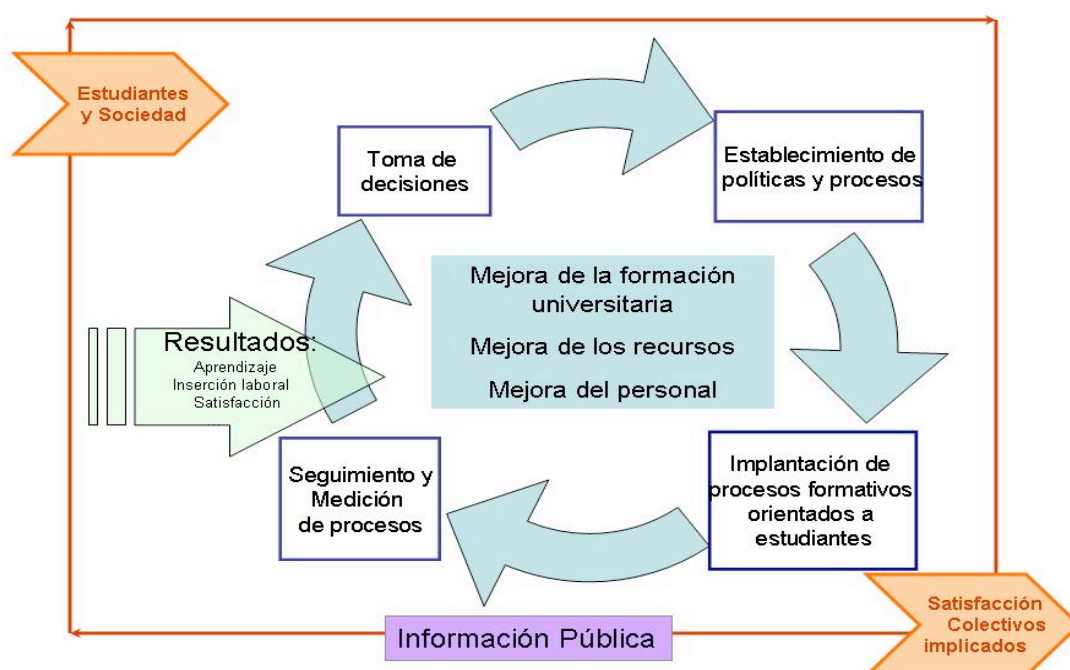 Estudiantes
y Sociedad
Toma de
decisiones
Establecimiento de
políticas y procesos
Mejora de la formación
universitaria
Mejora de los recursos
Mejora del personal
Resultados:
Aprendizaje
Inserción laboral
Satisfacción
Seguimiento y
Medición
de procesos
Implantación de
procesos formativos
orientados a
estudiantes
Información Pública
Satisfacción
Colectivos
implicados